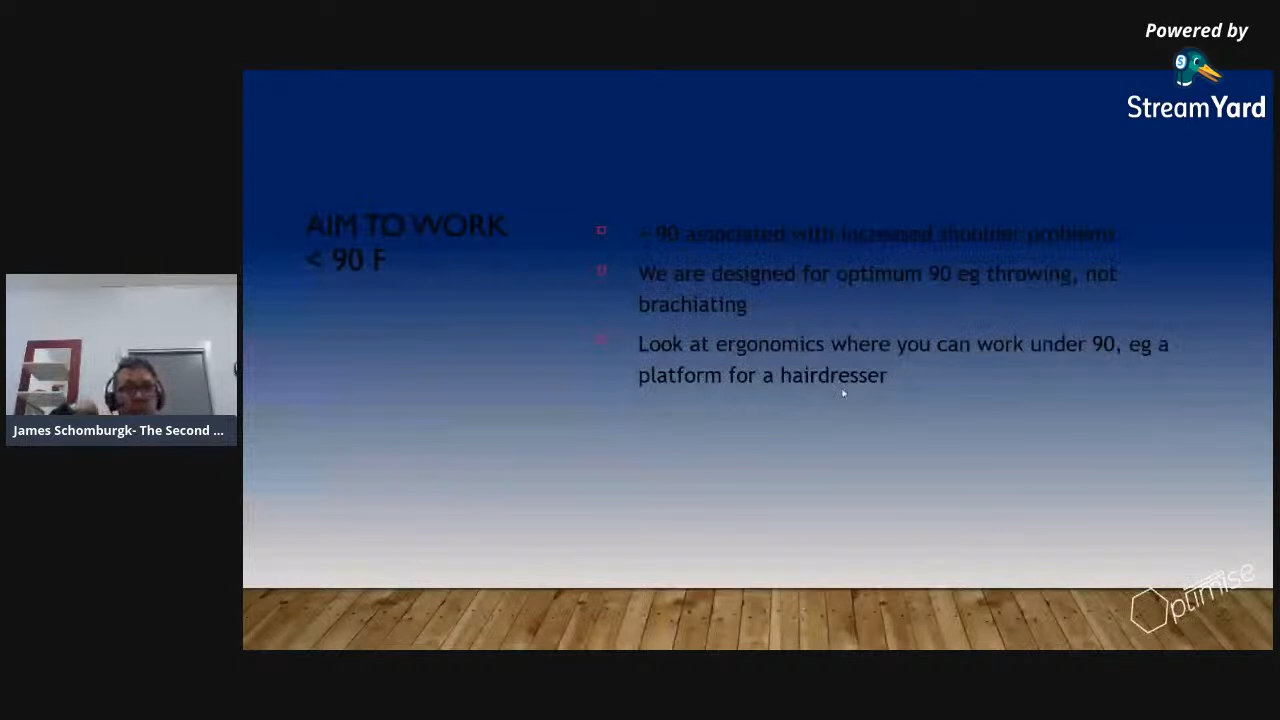 Powered by
StreamYard
AIM TO WORK
< 90 F
90 associated with increased shoulder problems
We are designed for optimum 90 eg throwing, not
brachiating
Look at ergonomics where you can work under 90, eg a
platform for a hairdresser
James Schomburgk- The Second ...
Optimise